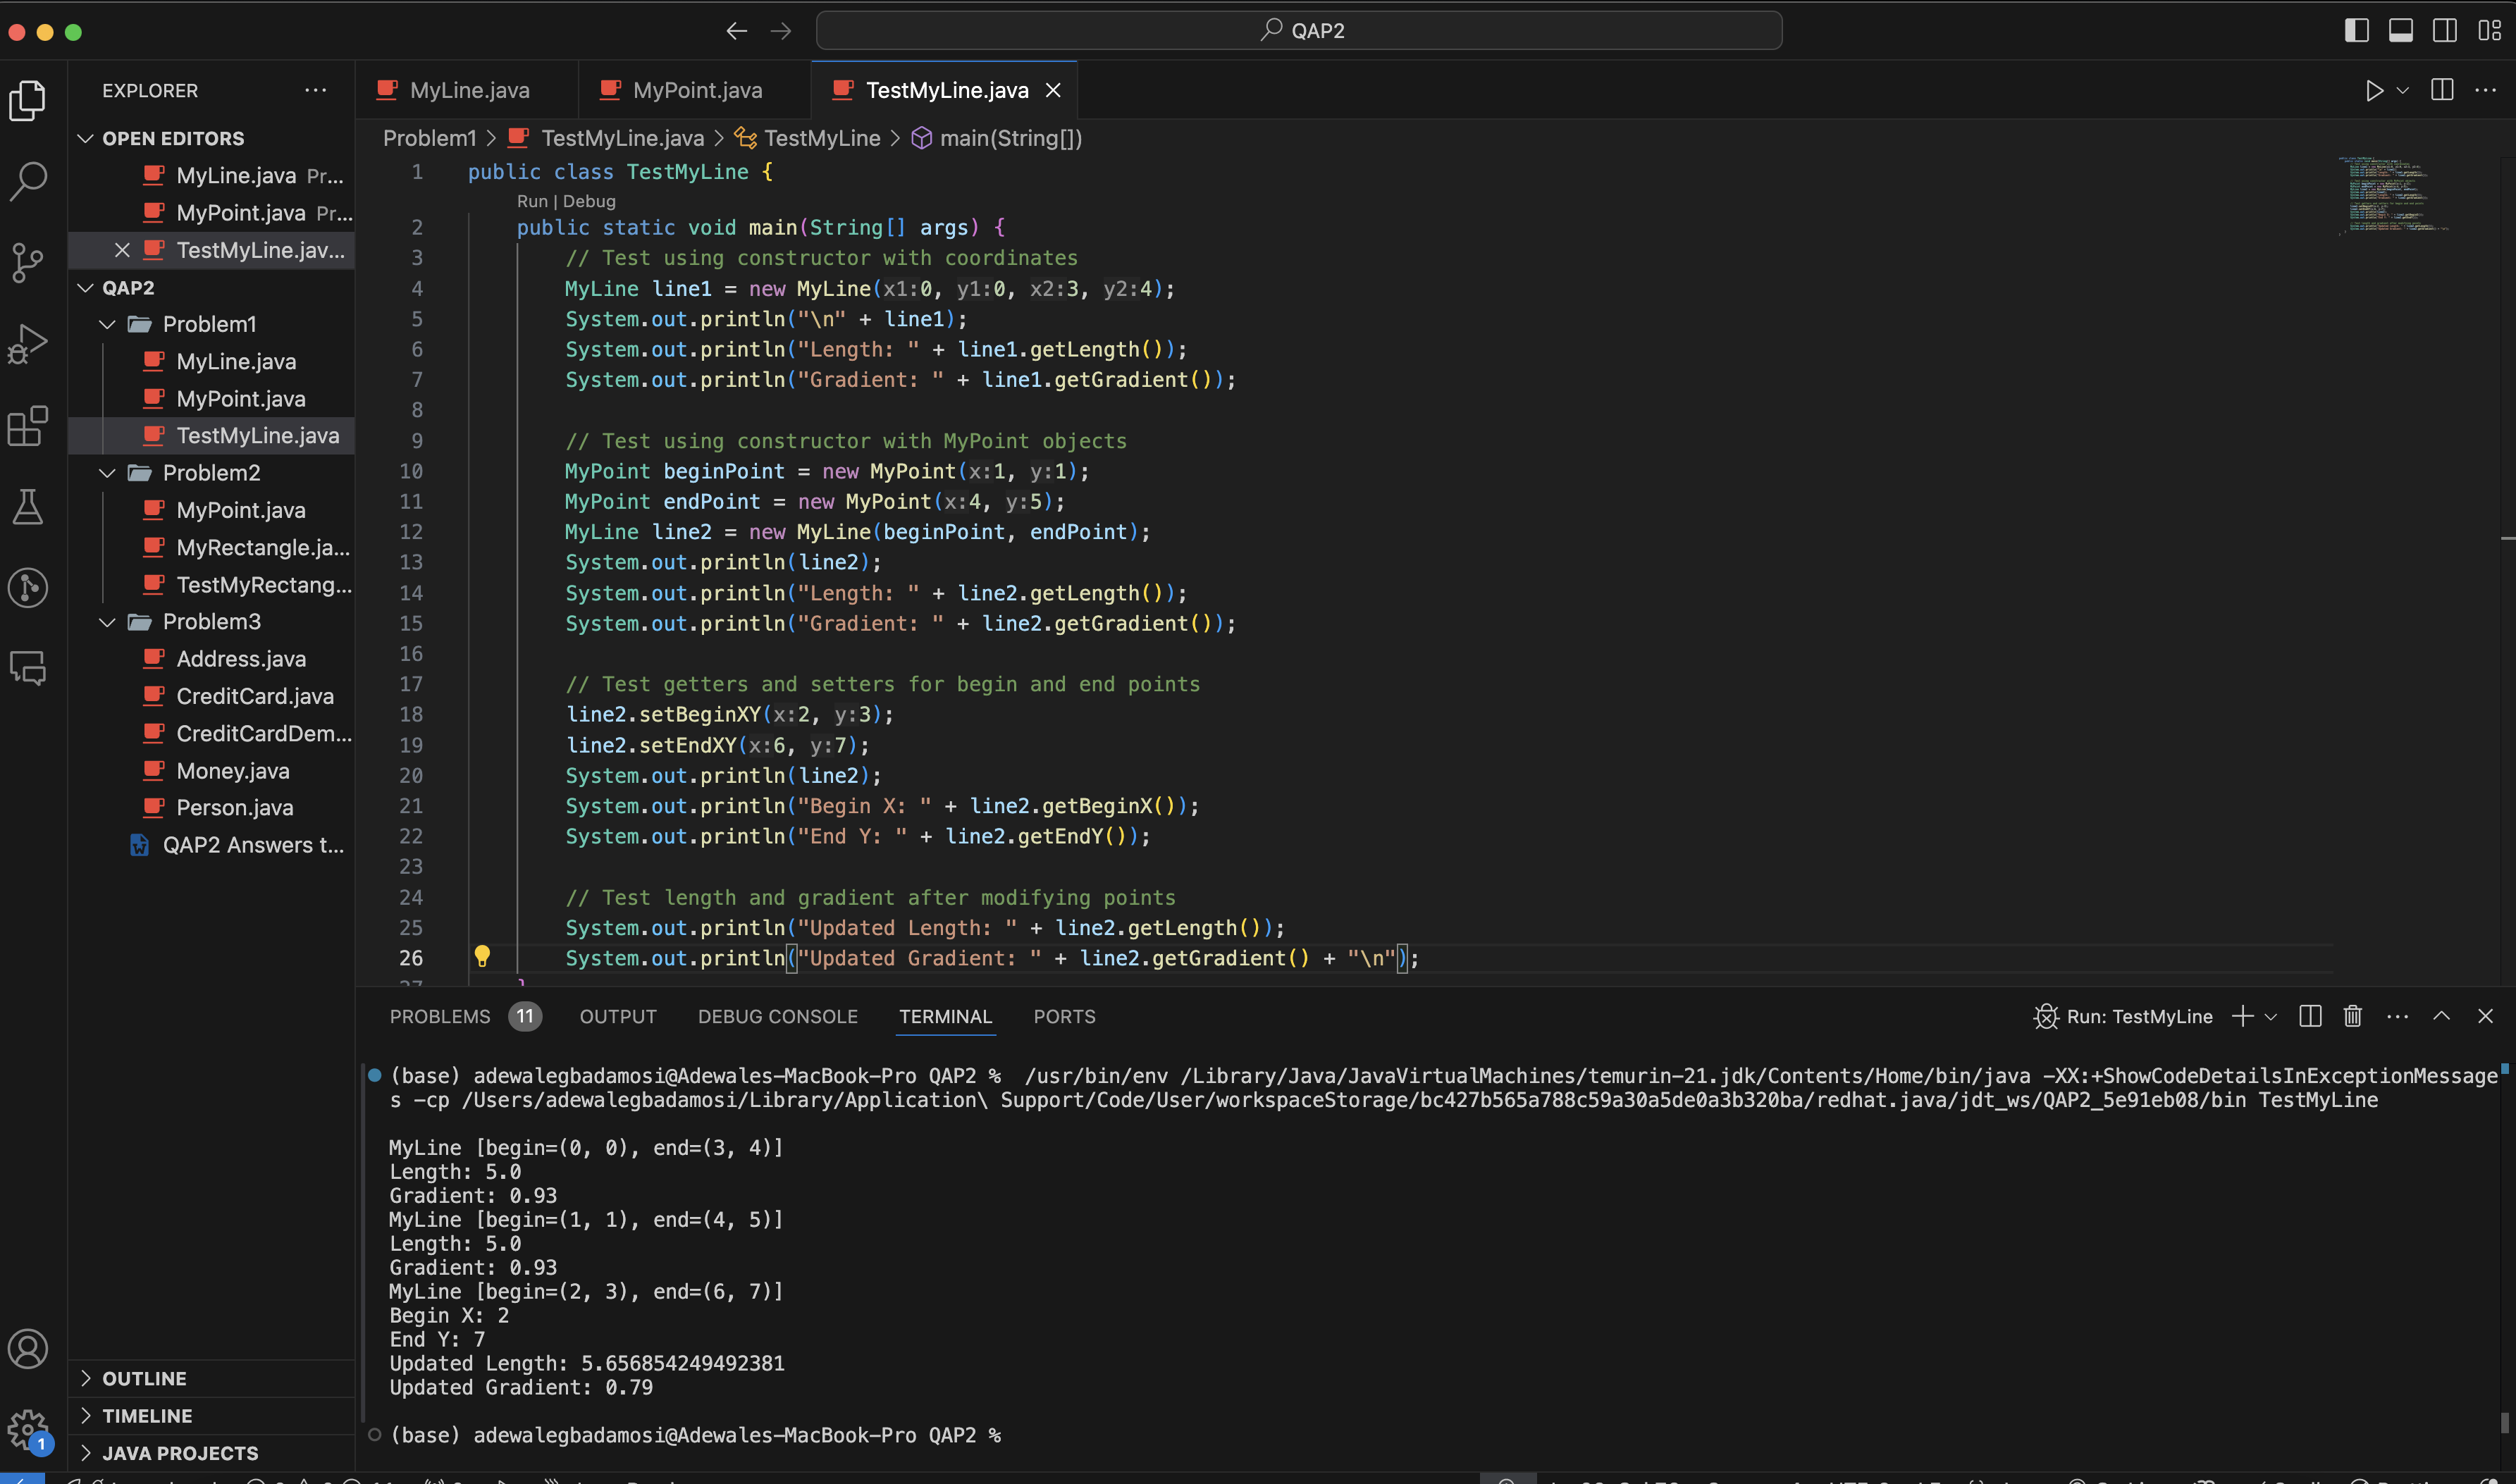 QAP2
EXPLORER
OPEN EDITORS
MyLine.java Pr...
MyPoint.java Pr...
TestMyLine.jav...
QAP2
Problem1
MyLine.java
MyPoint.java
TestMyLine.java
Problem2
MyPoint.java
MyRectangle.ja...
TestMyRectang...
Problem3
Address.java
CreditCard.java
CreditCardDem...
Money.java
Person.java
QAP2 Answers t...
OUTLINE
TIMELINE
JAVA PROJECTS
1
MyLine.java MyPoint.java TestMyLine.java
Problem1 > TestMyLine.java > TestMyLine > main(String[])
1 public class TestMyLine {
Run | Debug
2 public static void main(String[] args) {
3 // Test using constructor with coordinates
4 MyLine line1 = new MyLine(x1:0, y1:0, x2:3, y2:4);
5 System.out.println("\n" + line1);
6 System.out.println("Length: " + line1.getLength());
7 System.out.println("Gradient: " + line1.getGradient());
8
9 // Test using constructor with MyPoint objects
10 MyPoint beginPoint = new MyPoint(x:1, y:1);
11 MyPoint endPoint = new MyPoint(x:4, y:5);
12 MyLine line2 = new MyLine(beginPoint, endPoint);
13 System.out.println(line2);
14 System.out.println("Length: " + line2.getLength());
15 System.out.println("Gradient: " + line2.getGradient());
16
17 // Test getters and setters for begin and end points
18 line2.setBeginXY(x:2, y:3);
19 line2.setEndXY(x:6, y:7);
20 System.out.println(line2);
21 System.out.println("Begin X: " + line2.getBeginX());
22 System.out.println("End Y: " + line2.getEndY());
23
24 // Test length and gradient after modifying points
25 System.out.println("Updated Length: " + line2.getLength());
26 System.out.println("Updated Gradient: " + line2.getGradient() + "\n");
PROBLEMS 11 OUTPUT DEBUG CONSOLE TERMINAL PORTS Run: TestMyLine
(base) adewalegbadamosi@Adewales-MacBook-Pro QAP2 % /usr/bin/env /Library/Java/JavaVirtualMachines/temurin-21.jdk/Contents/Home/bin/java -XX:+ShowCodeDetailsInExceptionMessage
s -cp /Users/adewalegbadamosi/Library/Application\ Support/Code/User/workspaceStorage/bc427b565a788c59a30a5de0a3b320ba/redhat.java/jdt_ws/QAP2_5e91eb08/bin TestMyLine
MyLine [begin=(0, 0), end=(3, 4)]
Length: 5.0
Gradient: 0.93
MyLine [begin=(1, 1), end=(4, 5)]
Length: 5.0
Gradient: 0.93
MyLine [begin=(2, 3), end=(6, 7)]
Begin X: 2
End Y: 7
Updated Length: 5.656854249492381
Updated Gradient: 0.79
(base) adewalegbadamosi@Adewales-MacBook-Pro QAP2 %